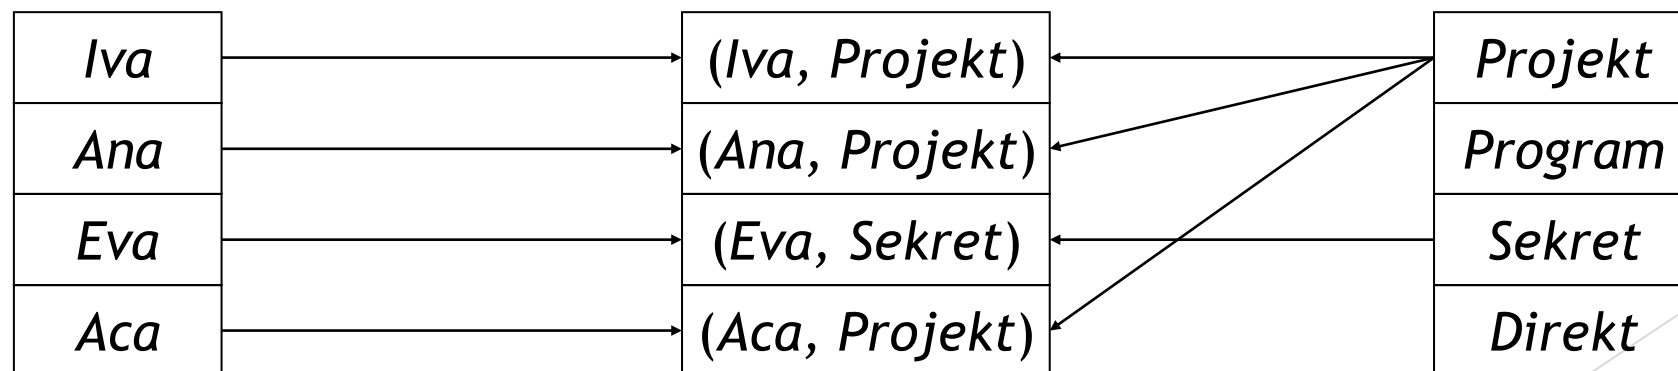 Iva (Iva, Projekt) Projekt
Ana (Ana, Projekt) Program
Eva (Eva, Sekret) Sekret
Aca (Aca, Projekt) Direkt